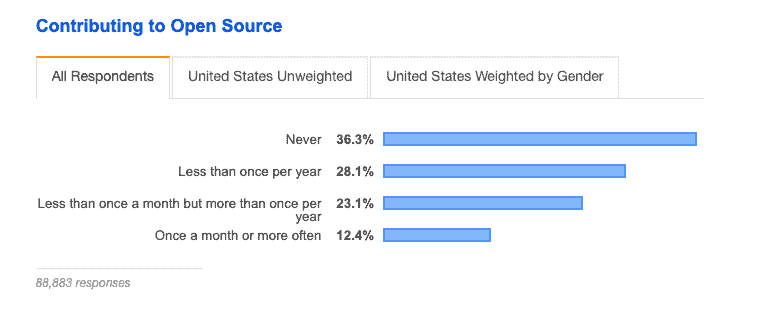 Contributing to Open Source
All Respondents
United States Unweighted
United States Weighted by Gender
Never 36.3%
Less than once per year 28.1%
Less than once a month but more than once per 23.1%
year
Once a month or more often 12.4%
88,883 responses